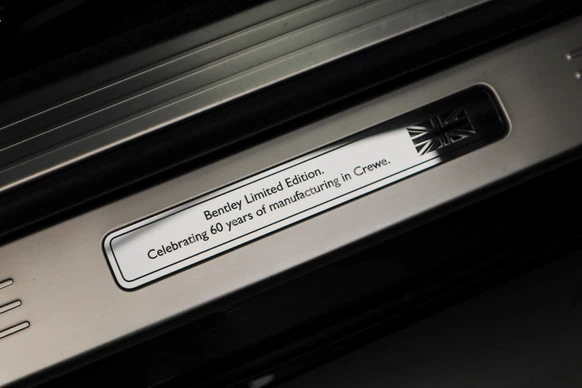 Bentley Limited Edition.
Celebrating 60 years of manufacturing in Crewe.